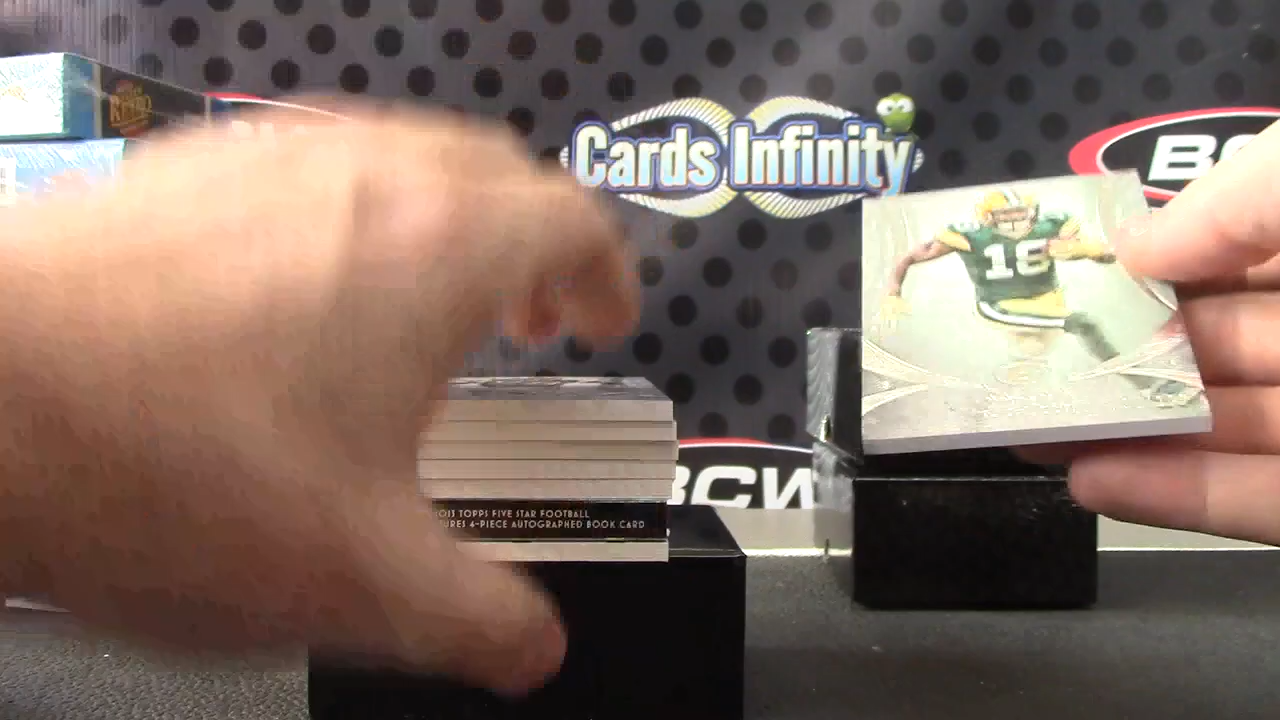 Cards Infinity
BC
18
BCW
2013 TOPPS FIVE STAR FOOTBALL
URES 4-PIECE AUTOGRAPHED BOOK CARD